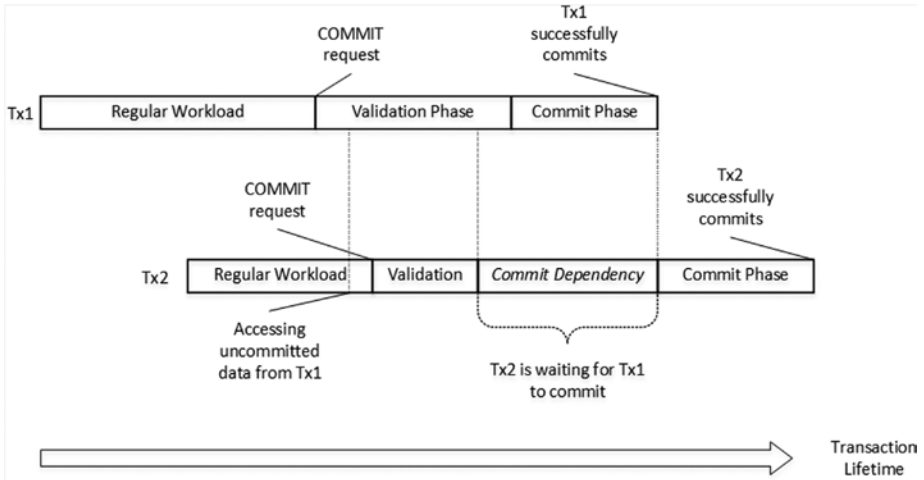 COMMIT
request
Tx1
successfully
commits
Tx1
Regular Workload
Validation Phase
Commit Phase
COMMIT
request
Tx2
successfully
commits
Tx2
Regular Workload
Validation
Commit Dependency
Commit Phase
Accessing
uncommitted
data from Tx1
Tx2 is waiting for Tx1
to commit
Transaction
Lifetime